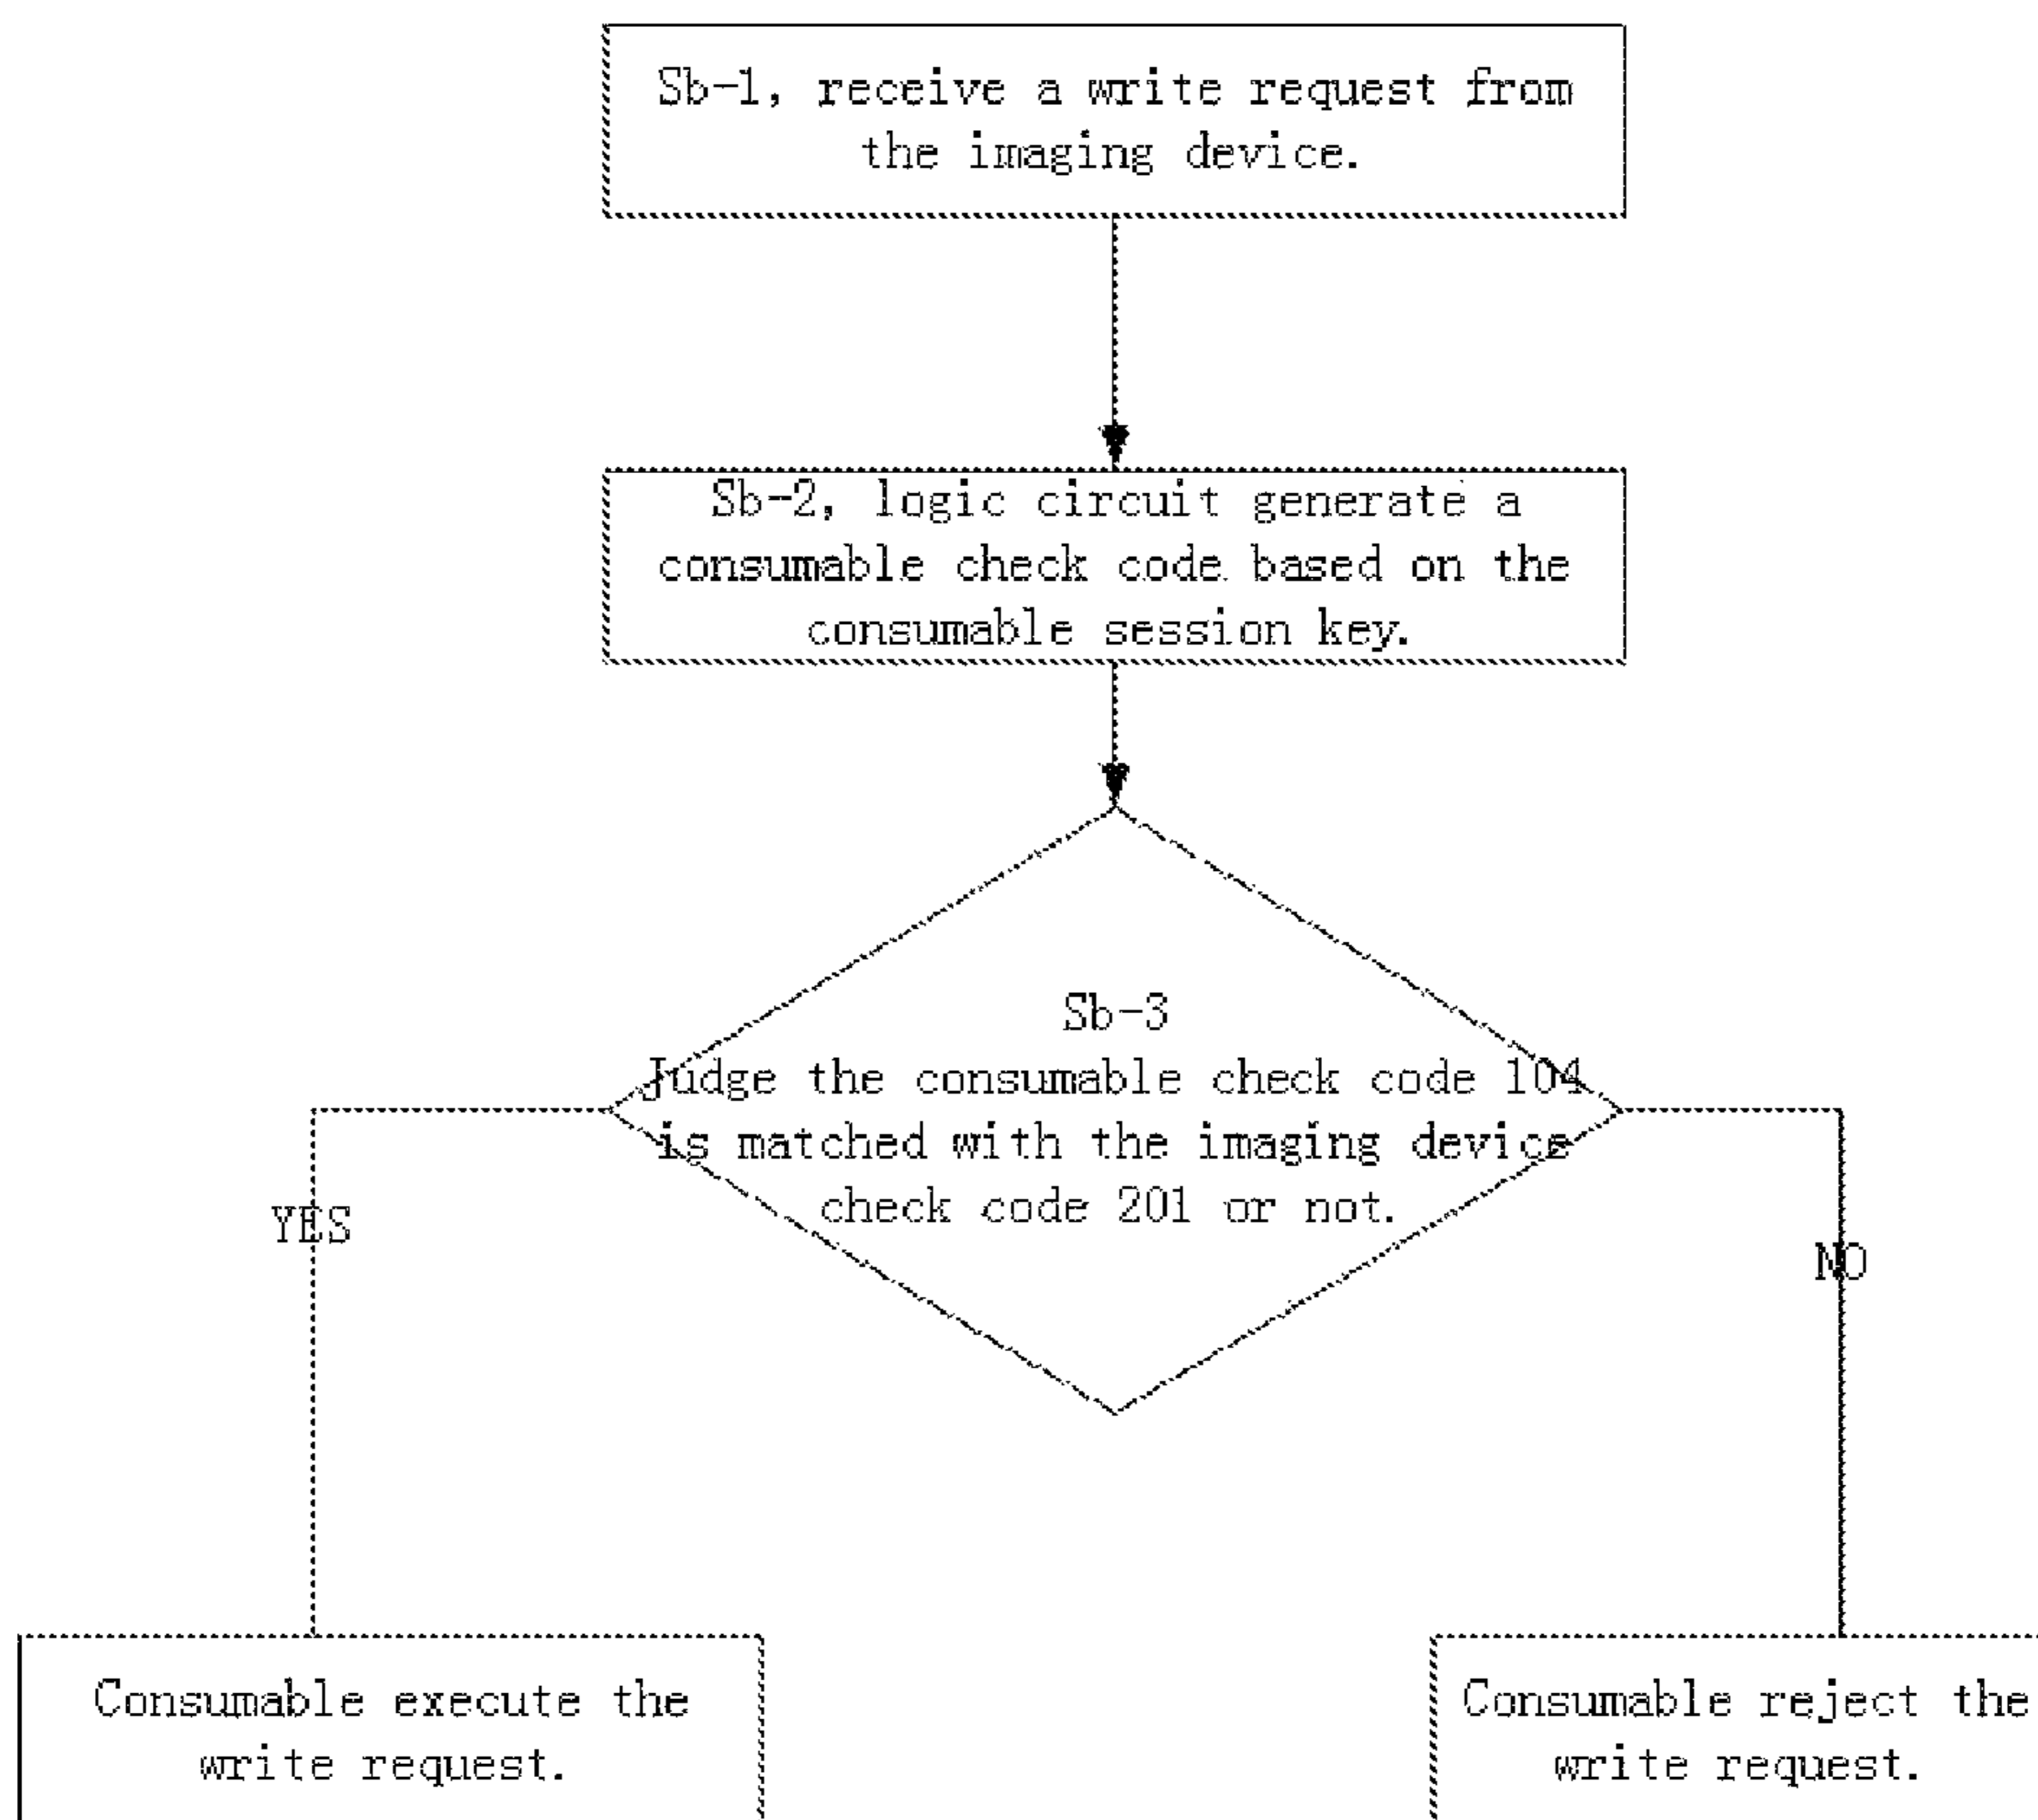 Sb-1, receive a write request from
the imaging device.
Sb-2, logic circuit generate a
consumable check code based on the
consumable session key.
Sb-3
Judge the consumable check code 104
is matched with the imaging device
check code 201 or not.
YES
NO
Consumable execute the
write request.
Consumable reject the
write request.